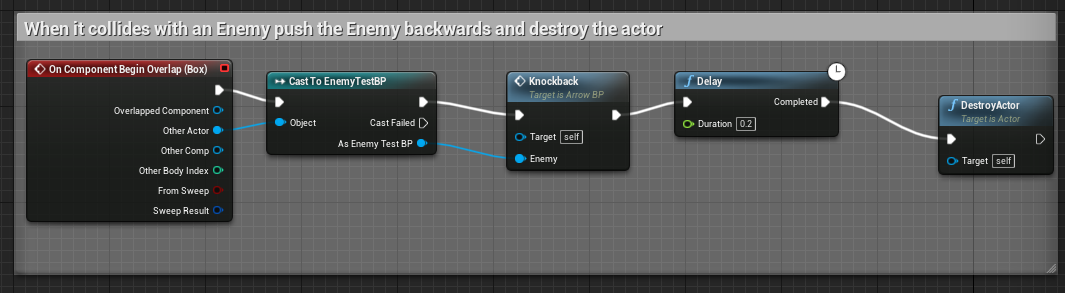 When it collides with an Enemy push the Enemy backwards and destroy the actor
On Component Begin Overlap (Box)
Overlapped Component
Other Actor
Other Comp
Other Body Index
From Sweep
Sweep Result
Cast To EnemyTestBP
Object
Cast Failed
As Enemy Test BP
Knockback
Target is Arrow BP
Target self
Enemy
Delay
Completed
Duration 0.2
DestroyActor
Target is Actor
Target self